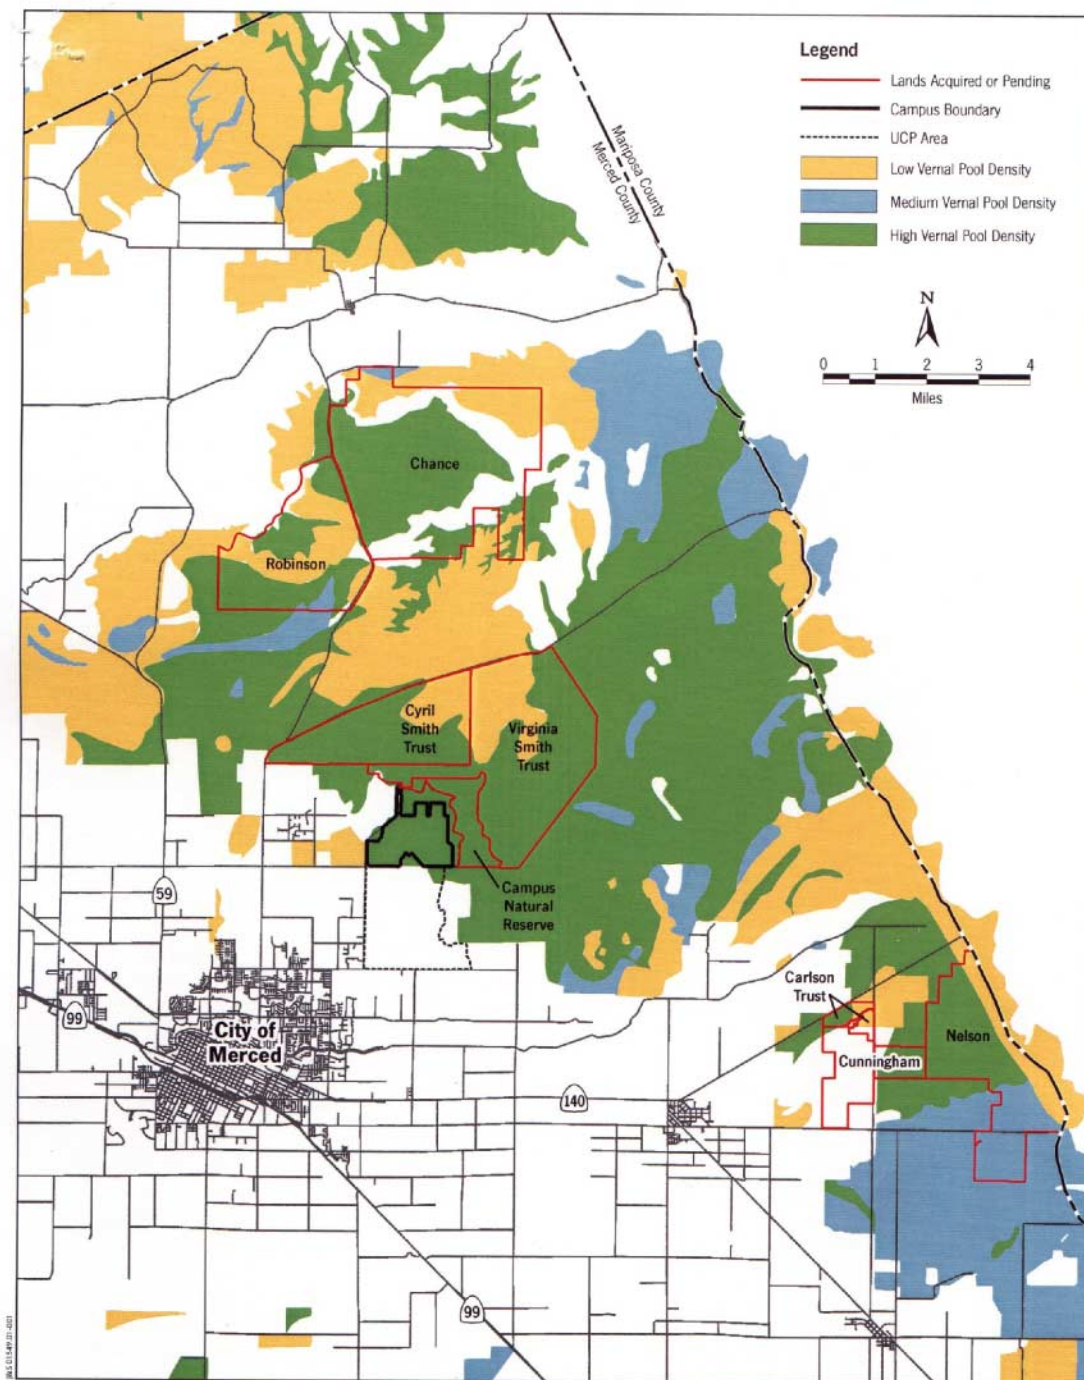 Legend
Lands Acquired or Pending
Campus Boundary
UCP Area
Low Vernal Pool Density
Medium Vernal Pool Density
High Vernal Pool Density
N
0 1 2 3 4
Miles
Mariposa County
Merced County
Chance
Robinson
Cyril
Smith
Trust
Virginia
Smith
Trust
Campus
Natural
Reserve
59
99
City of
Merced
Carlson
Trust
Nelson
Cunningham
140
99